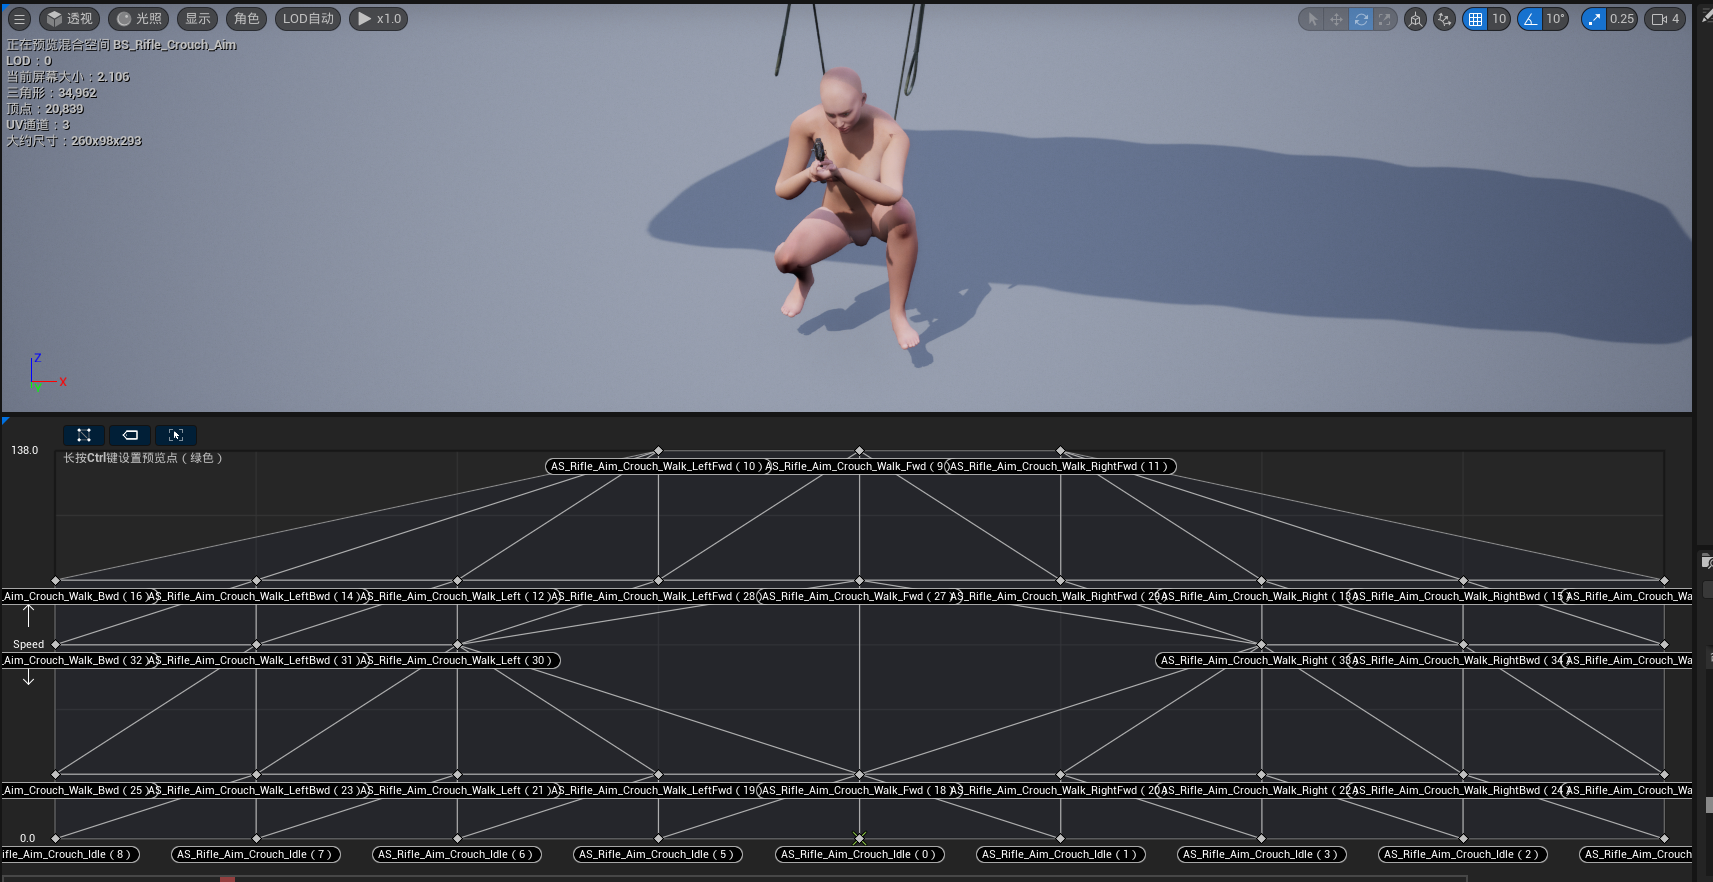 透视 光照 显示 角色 LOD自动 x1.0 10 10° 0.25 4
正在预览混合空间 BS_Rifle_Crouch_Aim
LOD：0
当前屏幕大小：2.106
三角形：34,962
顶点：20,839
UV通道：3
大约尺寸：260x98x293
Z
X
Y
138.0
长按Ctrl键设置预览点（绿色）
AS_Rifle_Aim_Crouch_Walk_LeftFwd ( 10 ) AS_Rifle_Aim_Crouch_Walk_Fwd ( 9 AS_Rifle_Aim_Crouch_Walk_RightFwd ( 11 )
_Aim_Crouch_Walk_Bwd ( 16 ) AS_Rifle_Aim_Crouch_Walk_LeftBwd ( 14 ) AS_Rifle_Aim_Crouch_Walk_Left ( 12 ) AS_Rifle_Aim_Crouch_Walk_LeftFwd ( 28 AS_Rifle_Aim_Crouch_Walk_Fwd ( 27 ) AS_Rifle_Aim_Crouch_Walk_RightFwd ( 29 AS_Rifle_Aim_Crouch_Walk_Right ( 13 AS_Rifle_Aim_Crouch_Walk_RightBwd ( 15 AS_Rifle_Aim_Crouch_Wa
Speed
_Aim_Crouch_Walk_Bwd ( 32 ) AS_Rifle_Aim_Crouch_Walk_LeftBwd ( 31 ) AS_Rifle_Aim_Crouch_Walk_Left ( 30 ) AS_Rifle_Aim_Crouch_Walk_Right ( 33 AS_Rifle_Aim_Crouch_Walk_RightBwd ( 34 AS_Rifle_Aim_Crouch_Wa
_Aim_Crouch_Walk_Bwd ( 25 ) AS_Rifle_Aim_Crouch_Walk_LeftBwd ( 23 ) AS_Rifle_Aim_Crouch_Walk_Left ( 21 ) AS_Rifle_Aim_Crouch_Walk_LeftFwd ( 19 AS_Rifle_Aim_Crouch_Walk_Fwd ( 18 ) AS_Rifle_Aim_Crouch_Walk_RightFwd ( 20 AS_Rifle_Aim_Crouch_Walk_Right ( 22 AS_Rifle_Aim_Crouch_Walk_RightBwd ( 24 AS_Rifle_Aim_Crouch_Wa
0.0
ifle_Aim_Crouch_Idle ( 8 ) AS_Rifle_Aim_Crouch_Idle ( 7 ) AS_Rifle_Aim_Crouch_Idle ( 6 ) AS_Rifle_Aim_Crouch_Idle ( 5 ) AS_Rifle_Aim_Crouch_Idle ( 0 ) AS_Rifle_Aim_Crouch_Idle ( 1 ) AS_Rifle_Aim_Crouch_Idle ( 3 ) AS_Rifle_Aim_Crouch_Idle ( 2 ) AS_Rifle_Aim_Crouch